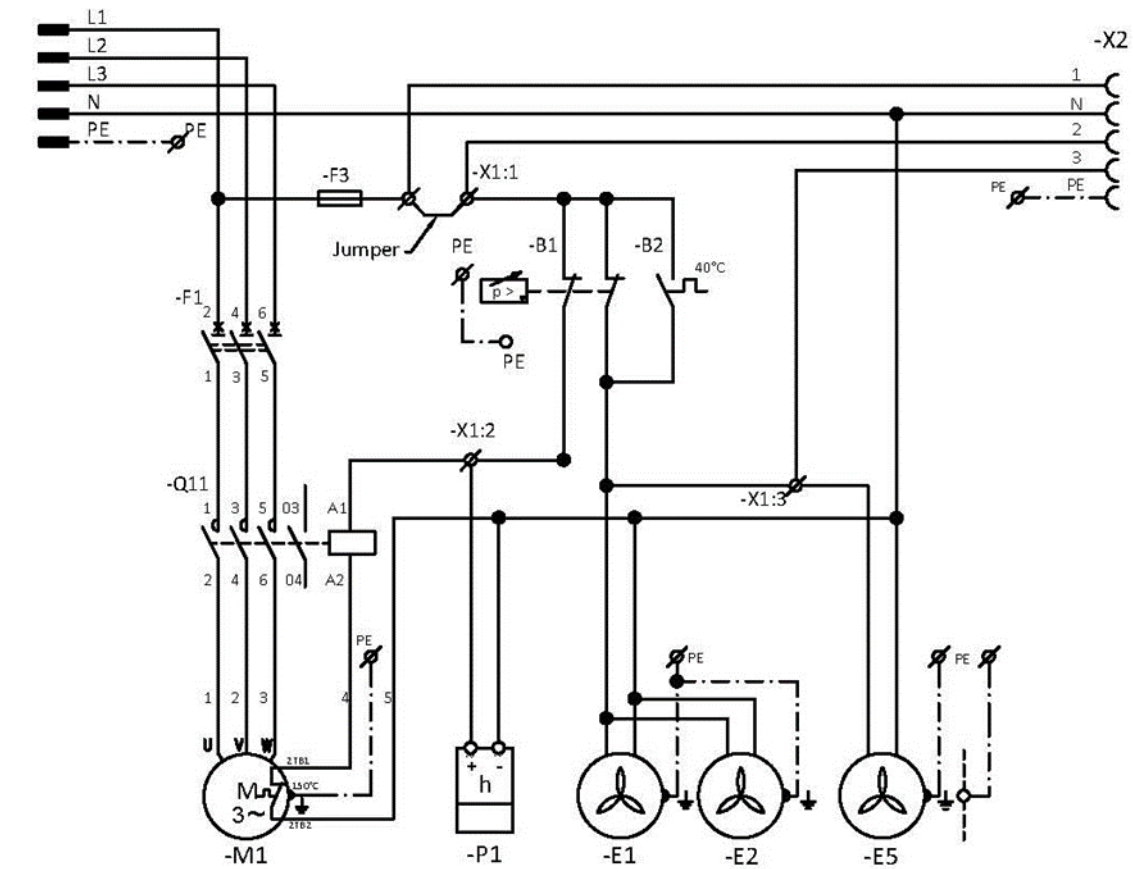 L1
-X2
L2
L3
1
N
N
PE
PE
2
3
-F3
-X1:1
PE
PE
Jumper
PE
-B1
-B2
40°C
p >
-F1
2
4
6
PE
1
3
5
-X1:2
-Q11
-X1:3
1
3
5
03
A1
2
4
6
04
A2
PE
PE
PE
1
2
3
4
5
U
V
W
2TB1
+
-
h
M
150°C
3~
2TB2
-M1
-P1
-E1
-E2
-E5